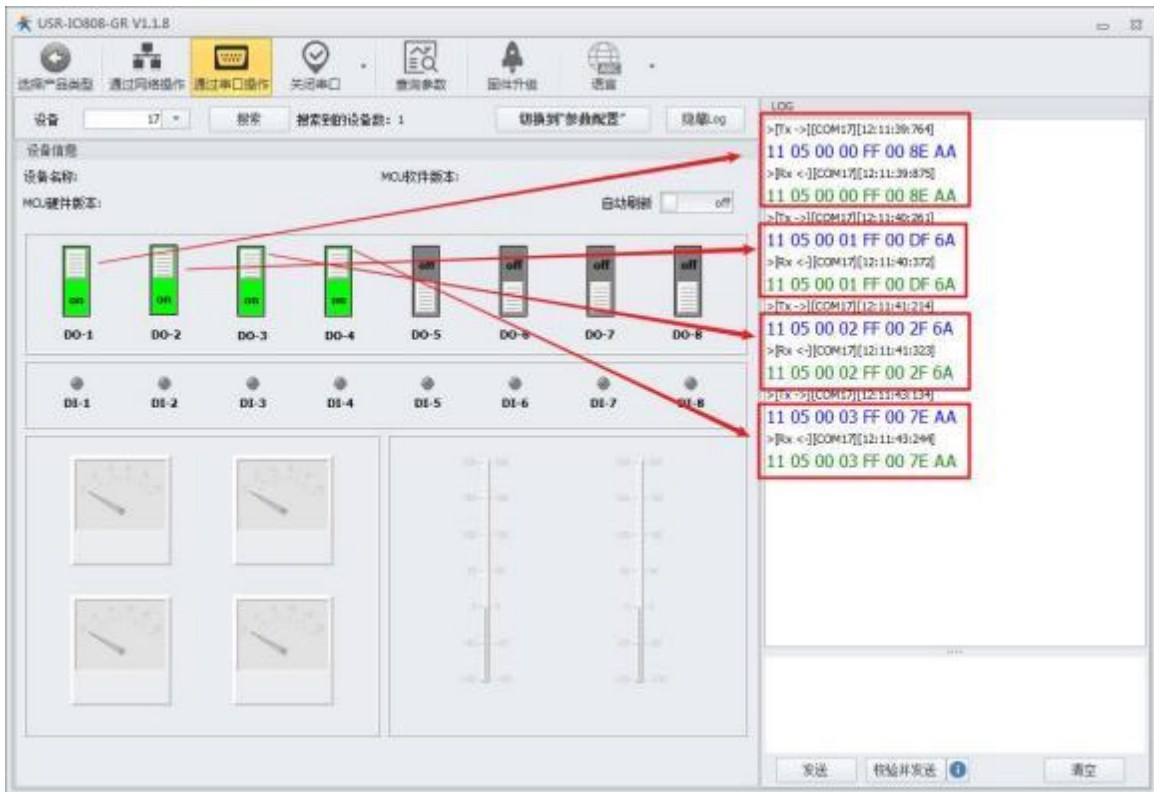 USR-IO808-GR V1.1.8
选择产品类型 通过网络操作 通过串口操作 关闭串口 查询参数 固件升级 语言
设备 17 搜索 搜索到的设备数: 1 切换到"参数配置" 隐藏Log
设备信息
设备名称: MCU软件版本:
MCU硬件版本: 自动刷新 off
on on on on off off off off
DO-1 DO-2 DO-3 DO-4 DO-5 DO-6 DO-7 DO-8
DI-1 DI-2 DI-3 DI-4 DI-5 DI-6 DI-7 DI-8
LOG
>[Tx ->][COM17][12:11:39:764]
11 05 00 00 FF 00 8E AA
>[Rx <-][COM17][12:11:39:875]
11 05 00 00 FF 00 8E AA
>[Tx ->][COM17][12:11:40:261]
11 05 00 01 FF 00 DF 6A
>[Rx <-][COM17][12:11:40:372]
11 05 00 01 FF 00 DF 6A
>[Tx ->][COM17][12:11:41:214]
11 05 00 02 FF 00 2F 6A
>[Rx <-][COM17][12:11:41:323]
11 05 00 02 FF 00 2F 6A
>[Tx ->][COM17][12:11:43:134]
11 05 00 03 FF 00 7E AA
>[Rx <-][COM17][12:11:43:244]
11 05 00 03 FF 00 7E AA
发送 校验并发送 清空